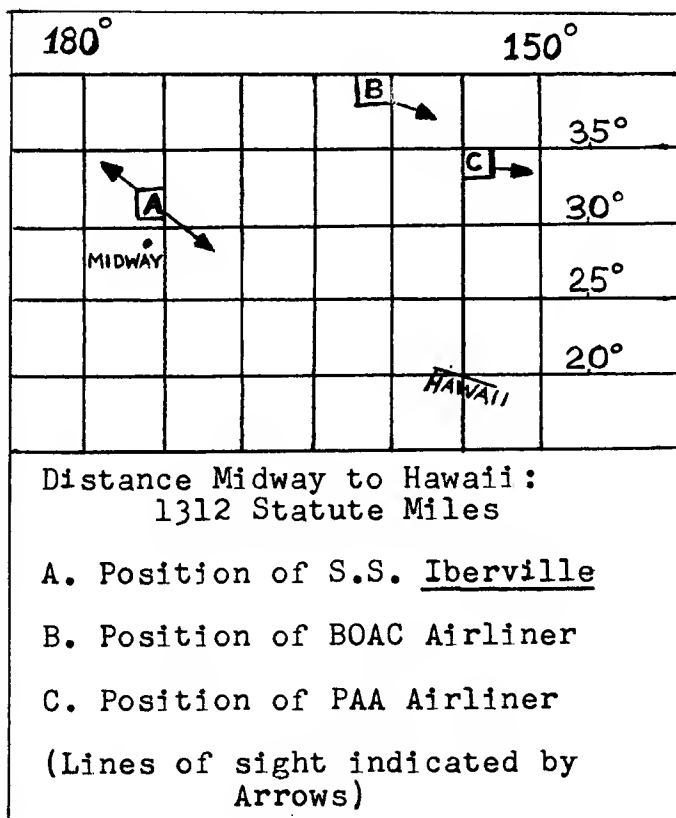 180° 150°
B
35°
C
A
30°
MIDWAY
25°
20°
HAWAII
Distance Midway to Hawaii:
1312 Statute Miles
A. Position of S.S. Iberville
B. Position of BOAC Airliner
C. Position of PAA Airliner
(Lines of sight indicated by
Arrows)